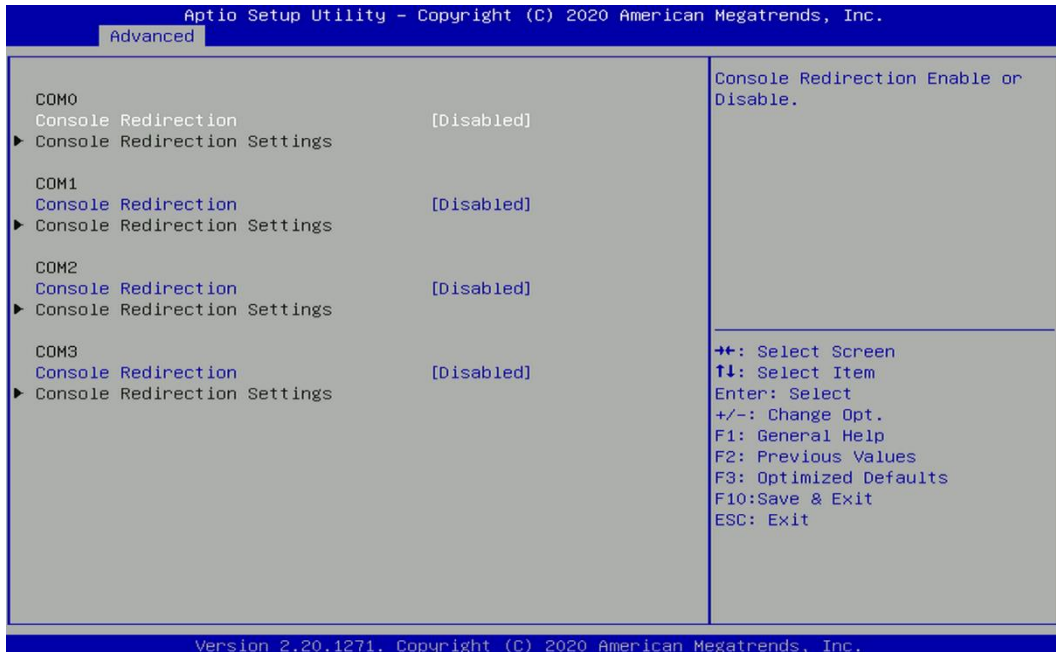 Aptio Setup Utility – Copyright (C) 2020 American Megatrends, Inc.
Advanced
COM0
Console Redirection [Disabled]
▶ Console Redirection Settings
COM1
Console Redirection [Disabled]
▶ Console Redirection Settings
COM2
Console Redirection [Disabled]
▶ Console Redirection Settings
COM3
Console Redirection [Disabled]
▶ Console Redirection Settings
Console Redirection Enable or
Disable.
→←: Select Screen
↑↓: Select Item
Enter: Select
+/-: Change Opt.
F1: General Help
F2: Previous Values
F3: Optimized Defaults
F10:Save & Exit
ESC: Exit
Version 2.20.1271. Copyright (C) 2020 American Megatrends, Inc.